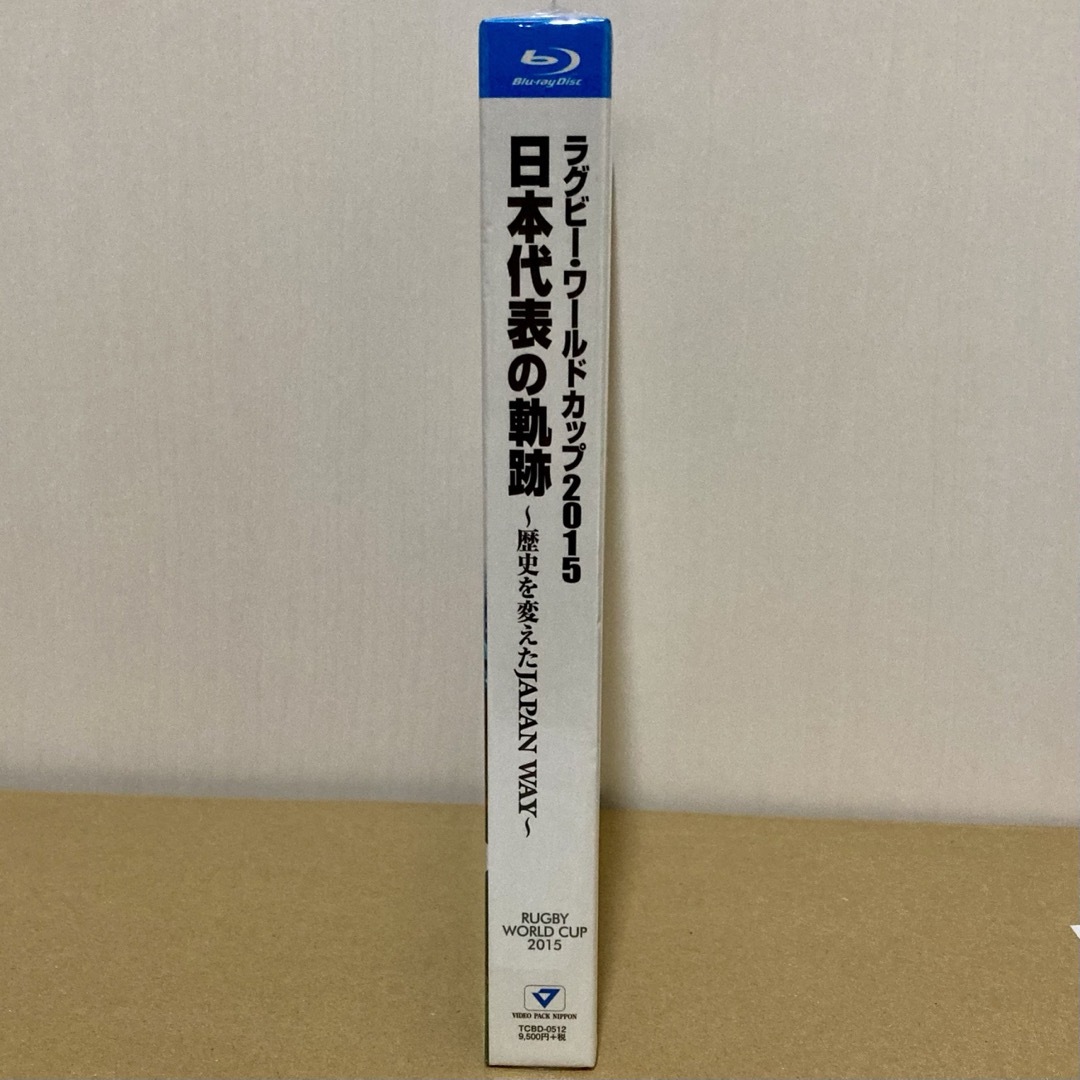 Blu-ray Disc
ラグビー・ワールドカップ2015
日本代表の軌跡
～歴史を変えたJAPAN WAY～
RUGBY
WORLD CUP
2015
VIDEO PACK NIPPON
TCBD-0512
9,500円+税